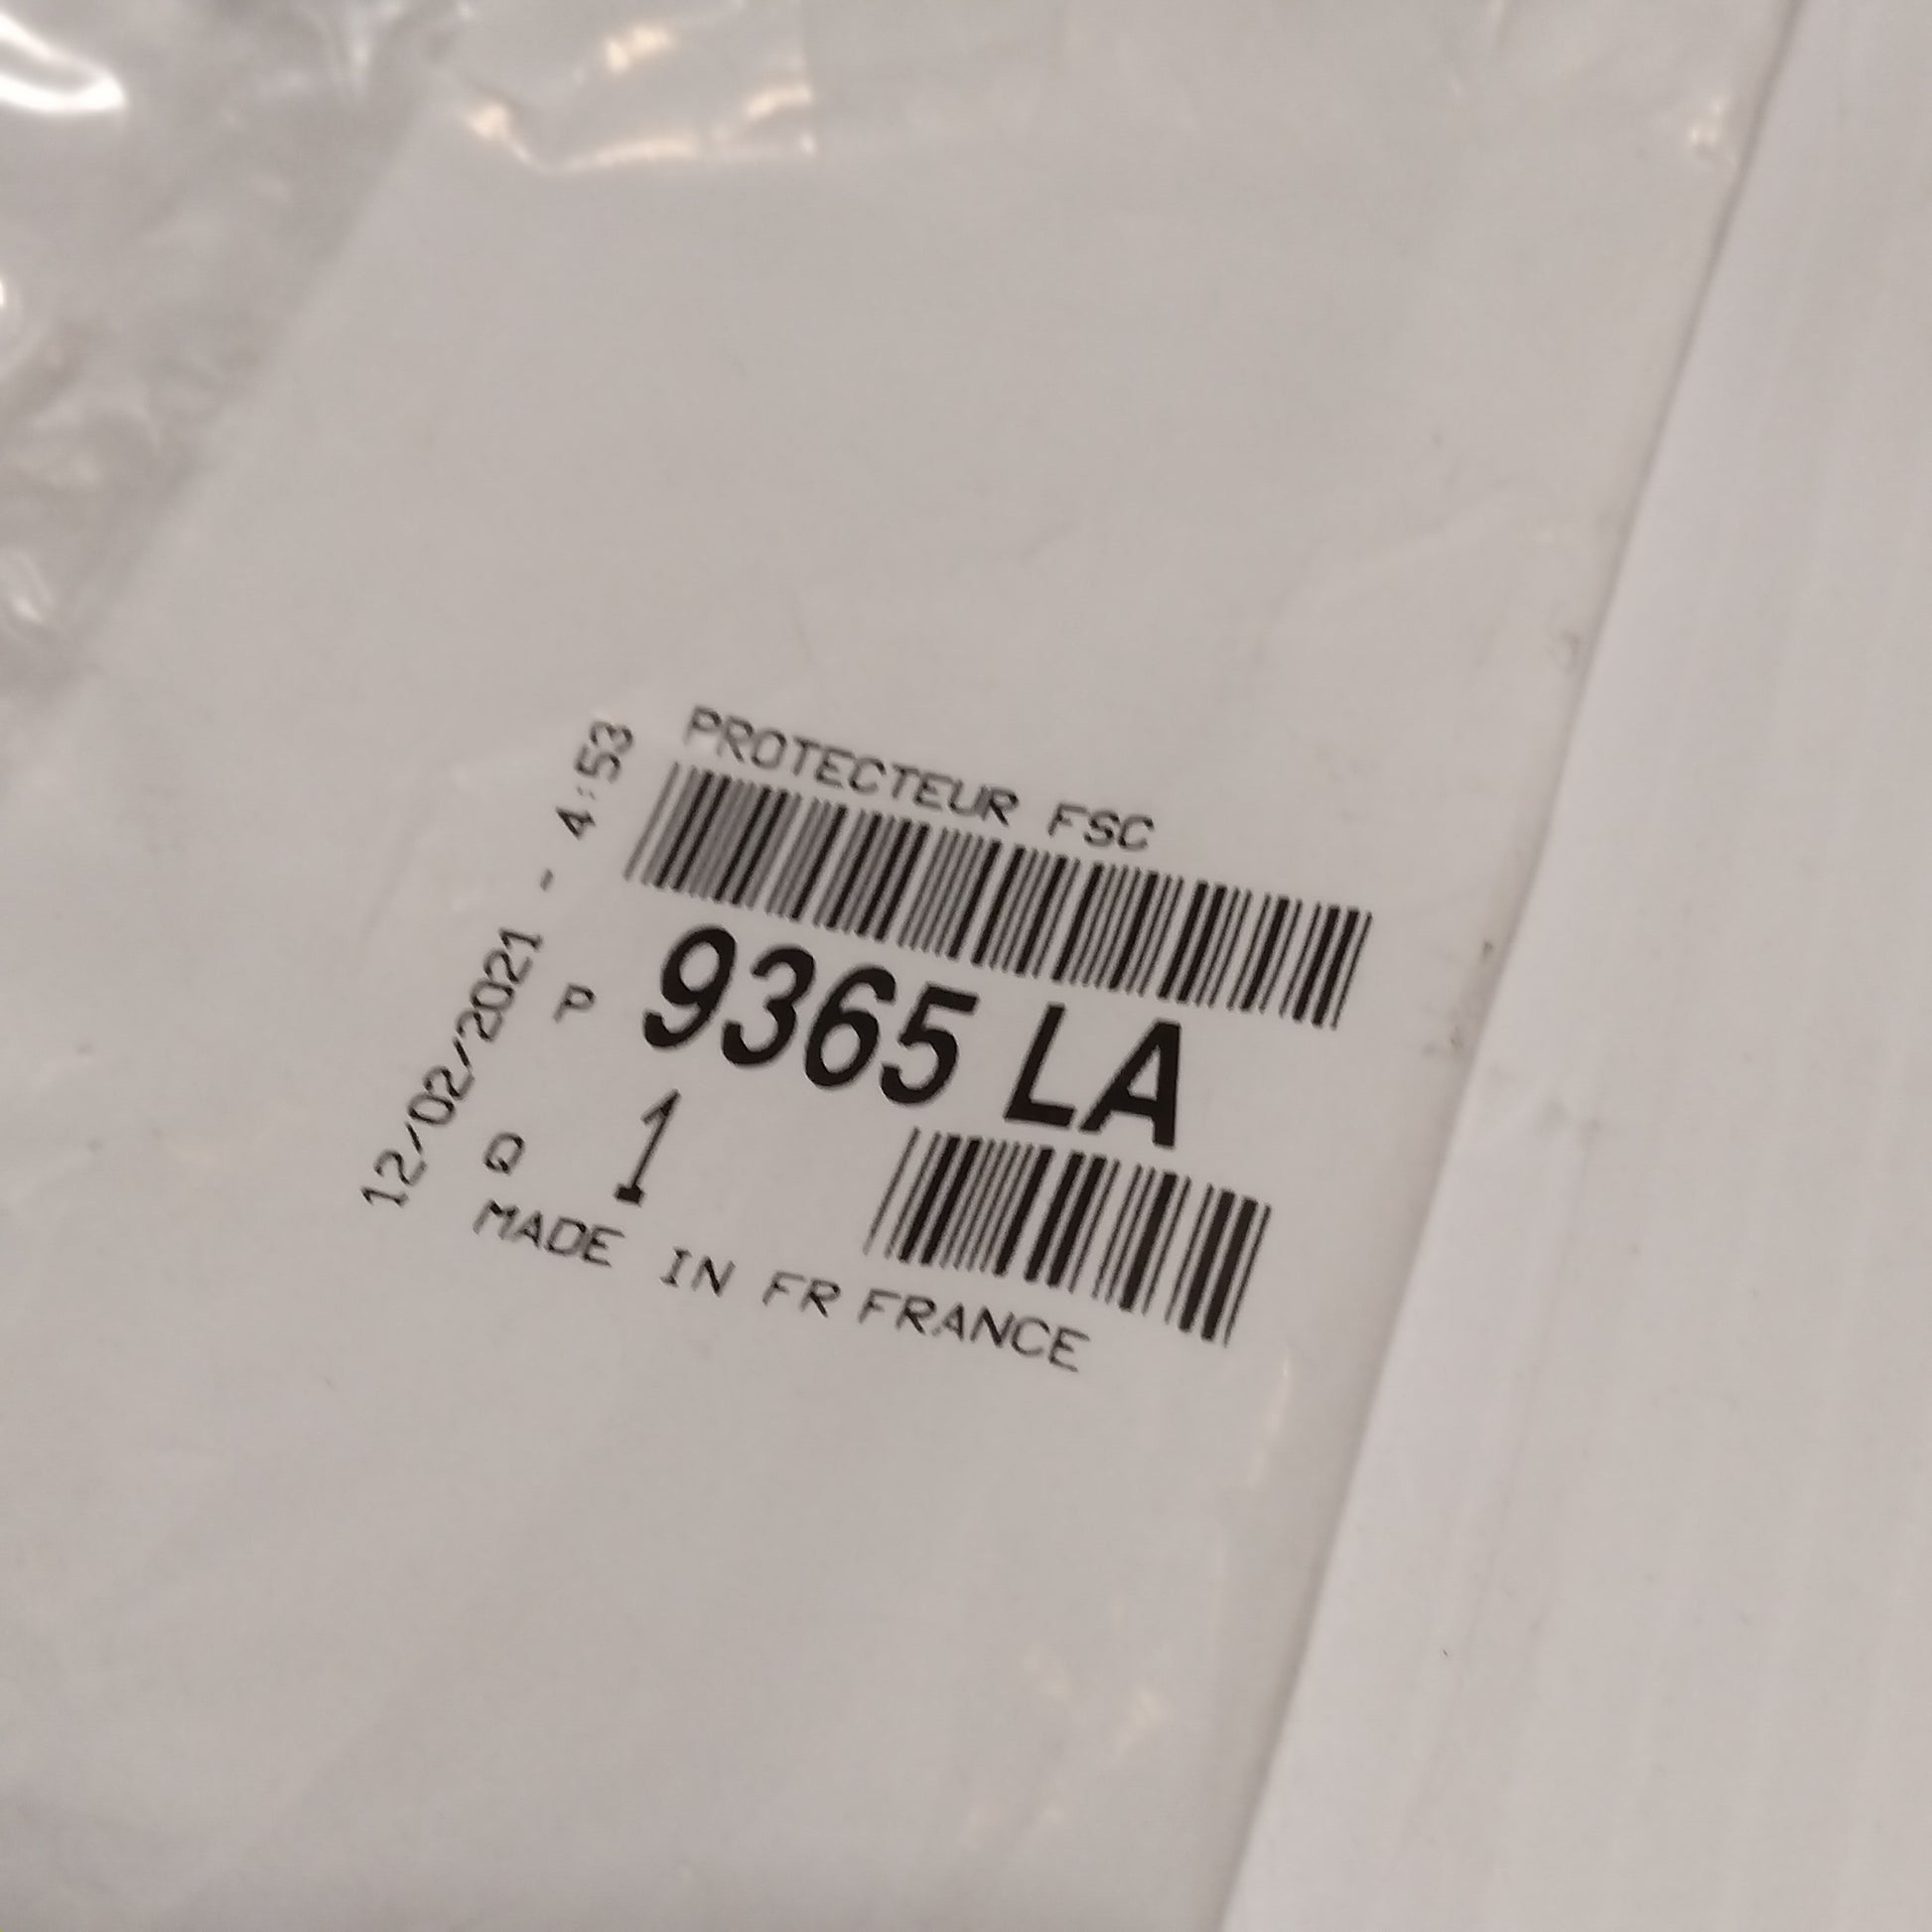 PROTECTEUR FSC
12/02/2021 - 4:53
P 9365 LA
Q 1
MADE IN FR FRANCE